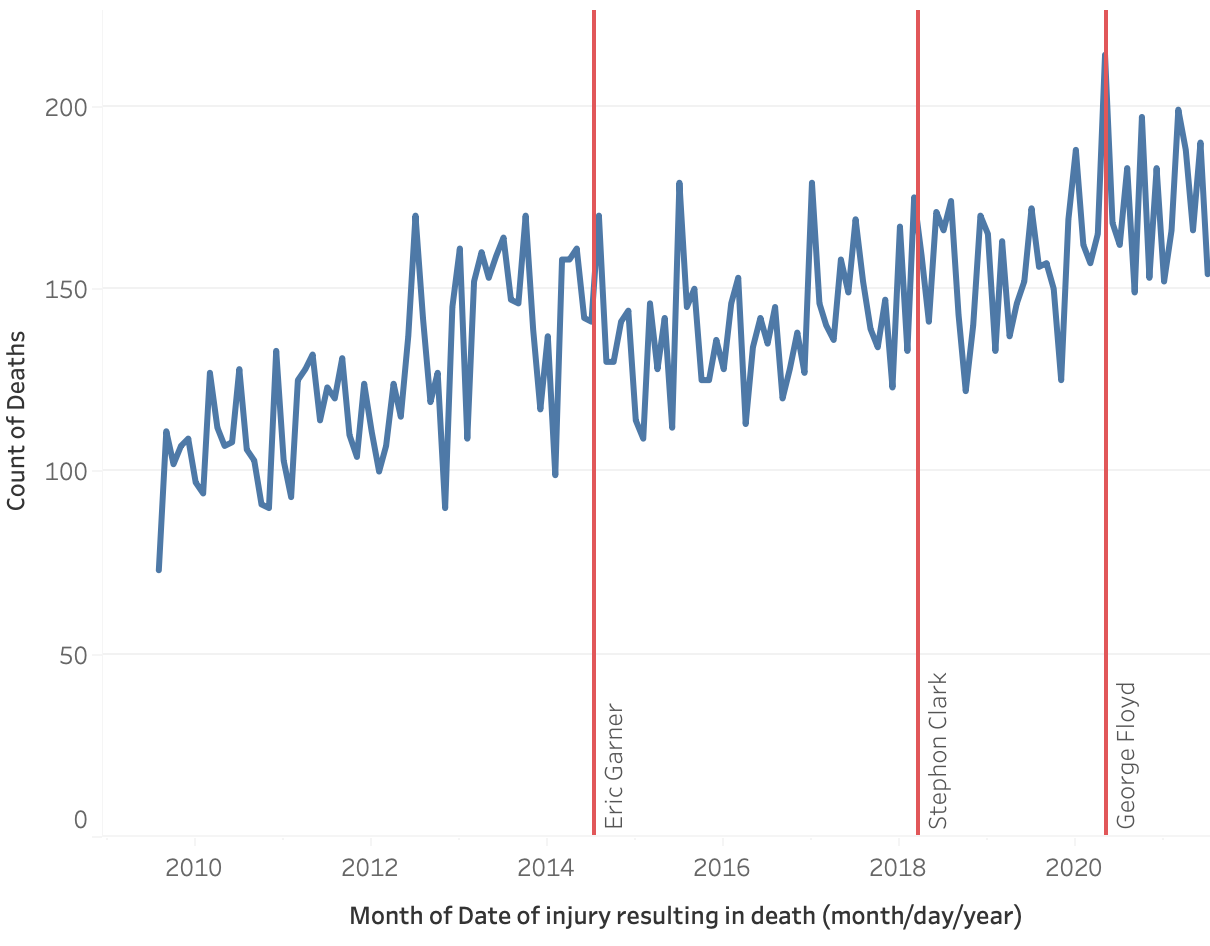 200
150
100
50
0
Count of Deaths
Eric Garner
Stephon Clark
George Floyd
2010
2012
2014
2016
2018
2020
Month of Date of injury resulting in death (month/day/year)